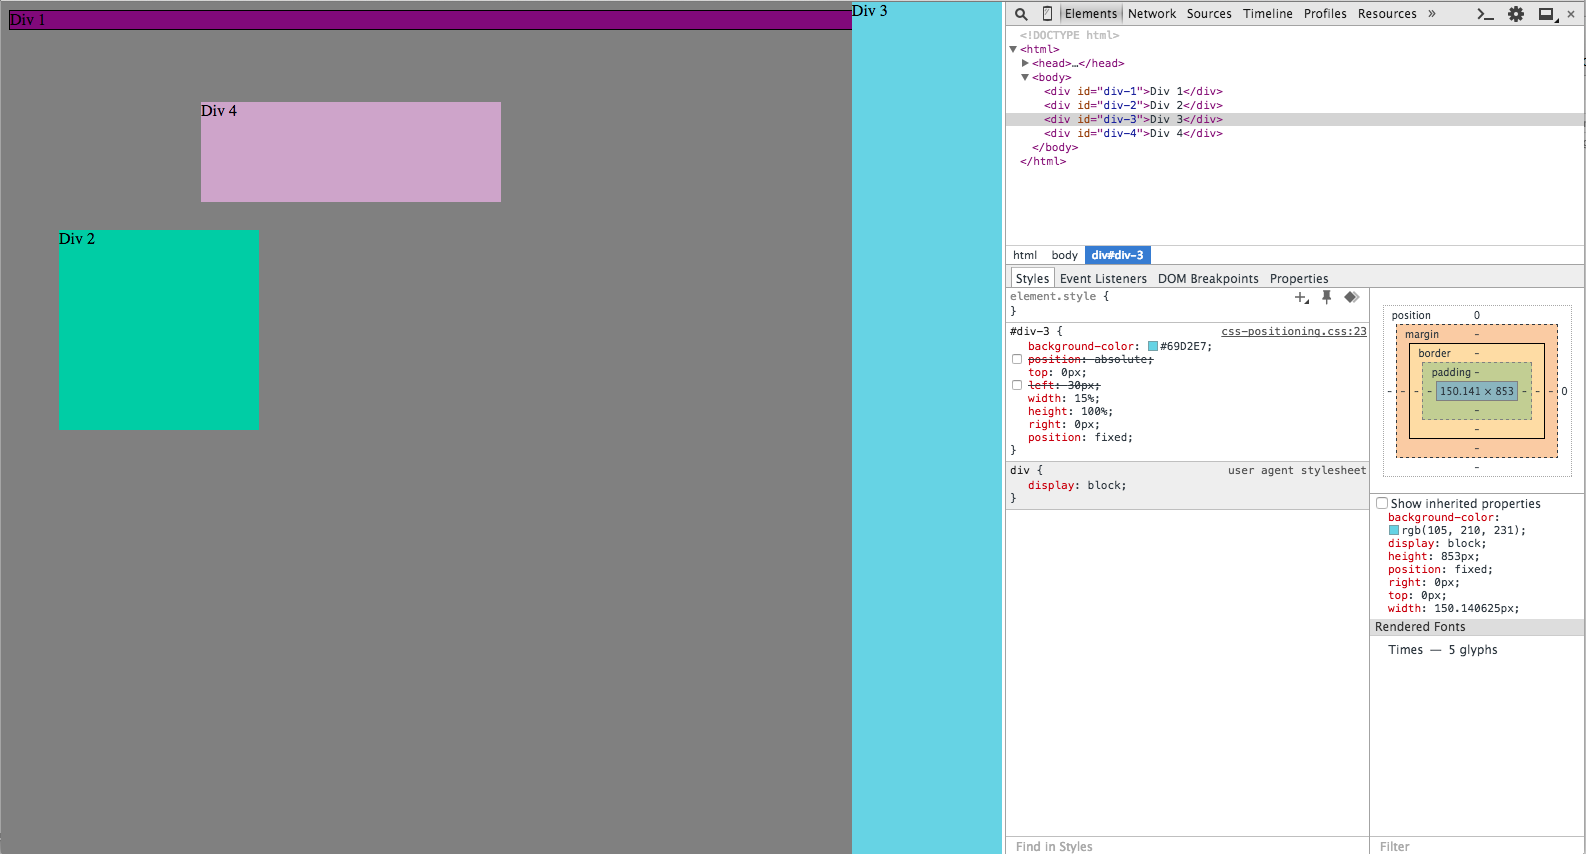 Div 1
Div 3
Div 4
Div 2
Elements Network Sources Timeline Profiles Resources »
<!DOCTYPE html>
<html>
<head>…</head>
<body>
<div id="div-1">Div 1</div>
<div id="div-2">Div 2</div>
<div id="div-3">Div 3</div>
<div id="div-4">Div 4</div>
</body>
</html>
html body div#div-3
Styles Event Listeners DOM Breakpoints Properties
element.style {
}
#div-3 { css-positioning.css:23
background-color: #69D2E7;
position: absolute;
top: 0px;
left: 30px;
width: 15%;
height: 100%;
right: 0px;
position: fixed;
}
div { user agent stylesheet
display: block;
}
Find in Styles
position 0
margin -
border -
padding -
- - - - 150.141 × 853 - - - 0
-
-
-
-
Show inherited properties
background-color:
rgb(105, 210, 231);
display: block;
height: 853px;
position: fixed;
right: 0px;
top: 0px;
width: 150.140625px;
Rendered Fonts
Times — 5 glyphs
Filter